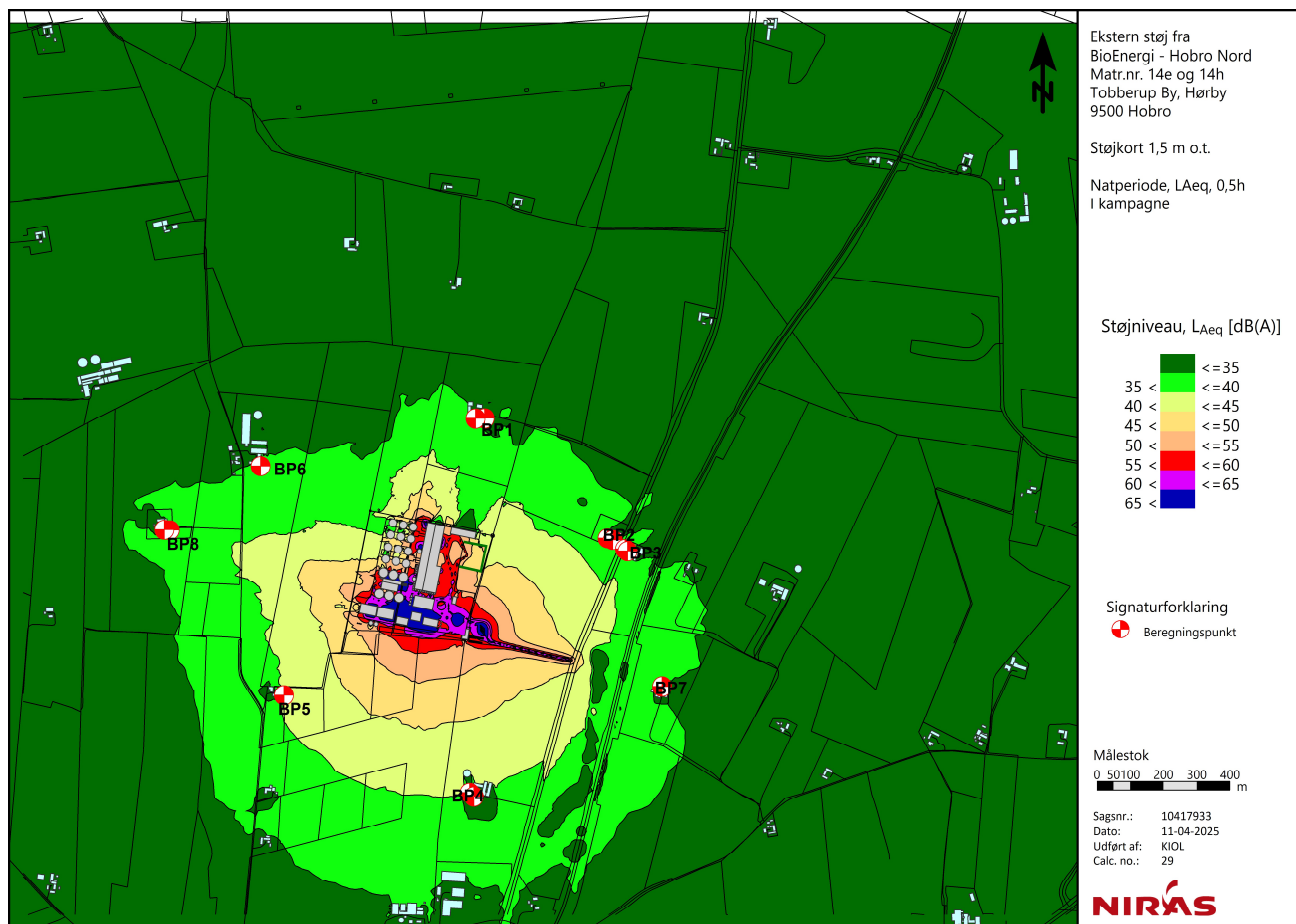 Ekstern støj fra
BioEnergi - Hobro Nord
Matr.nr. 14e og 14h
Tobberup By, Hørby
9500 Hobro
Støjkort 1,5 m o.t.
Natperiode, LAeq, 0,5h
I kampagne
Støjniveau, LAeq [dB(A)]
<=35
35 < <=40
40 < <=45
45 < <=50
50 < <=55
55 < <=60
60 < <=65
65 <
Signaturforklaring
Beregningspunkt
Målestok
0 50100 200 300 400
m
Sagsnr.: 10417933
Dato: 11-04-2025
Udført af: KIOL
Calc. no.: 29
NIRAS
N
BP1
BP6
BP2
BP3
BP8
BP7
BP5
BP4